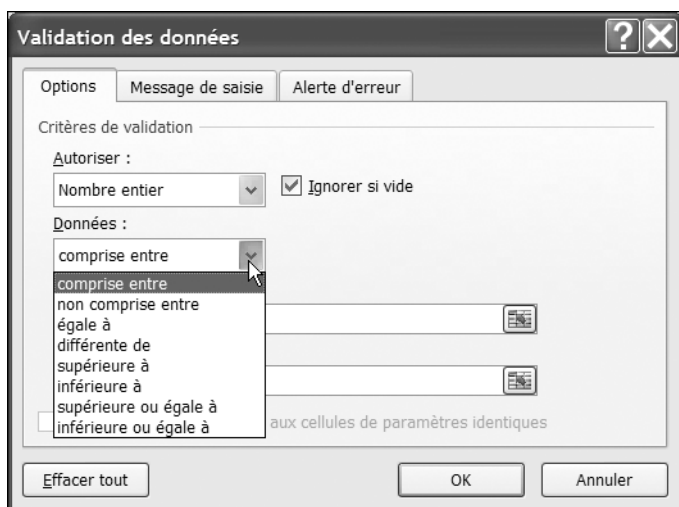 Validation des données
Options Message de saisie Alerte d'erreur
Critères de validation
Autoriser :
Nombre entier Ignorer si vide
Données :
comprise entre
comprise entre
non comprise entre
égale à
différente de
supérieure à
inférieure à
supérieure ou égale à
inférieure ou égale à aux cellules de paramètres identiques
Effacer tout OK Annuler